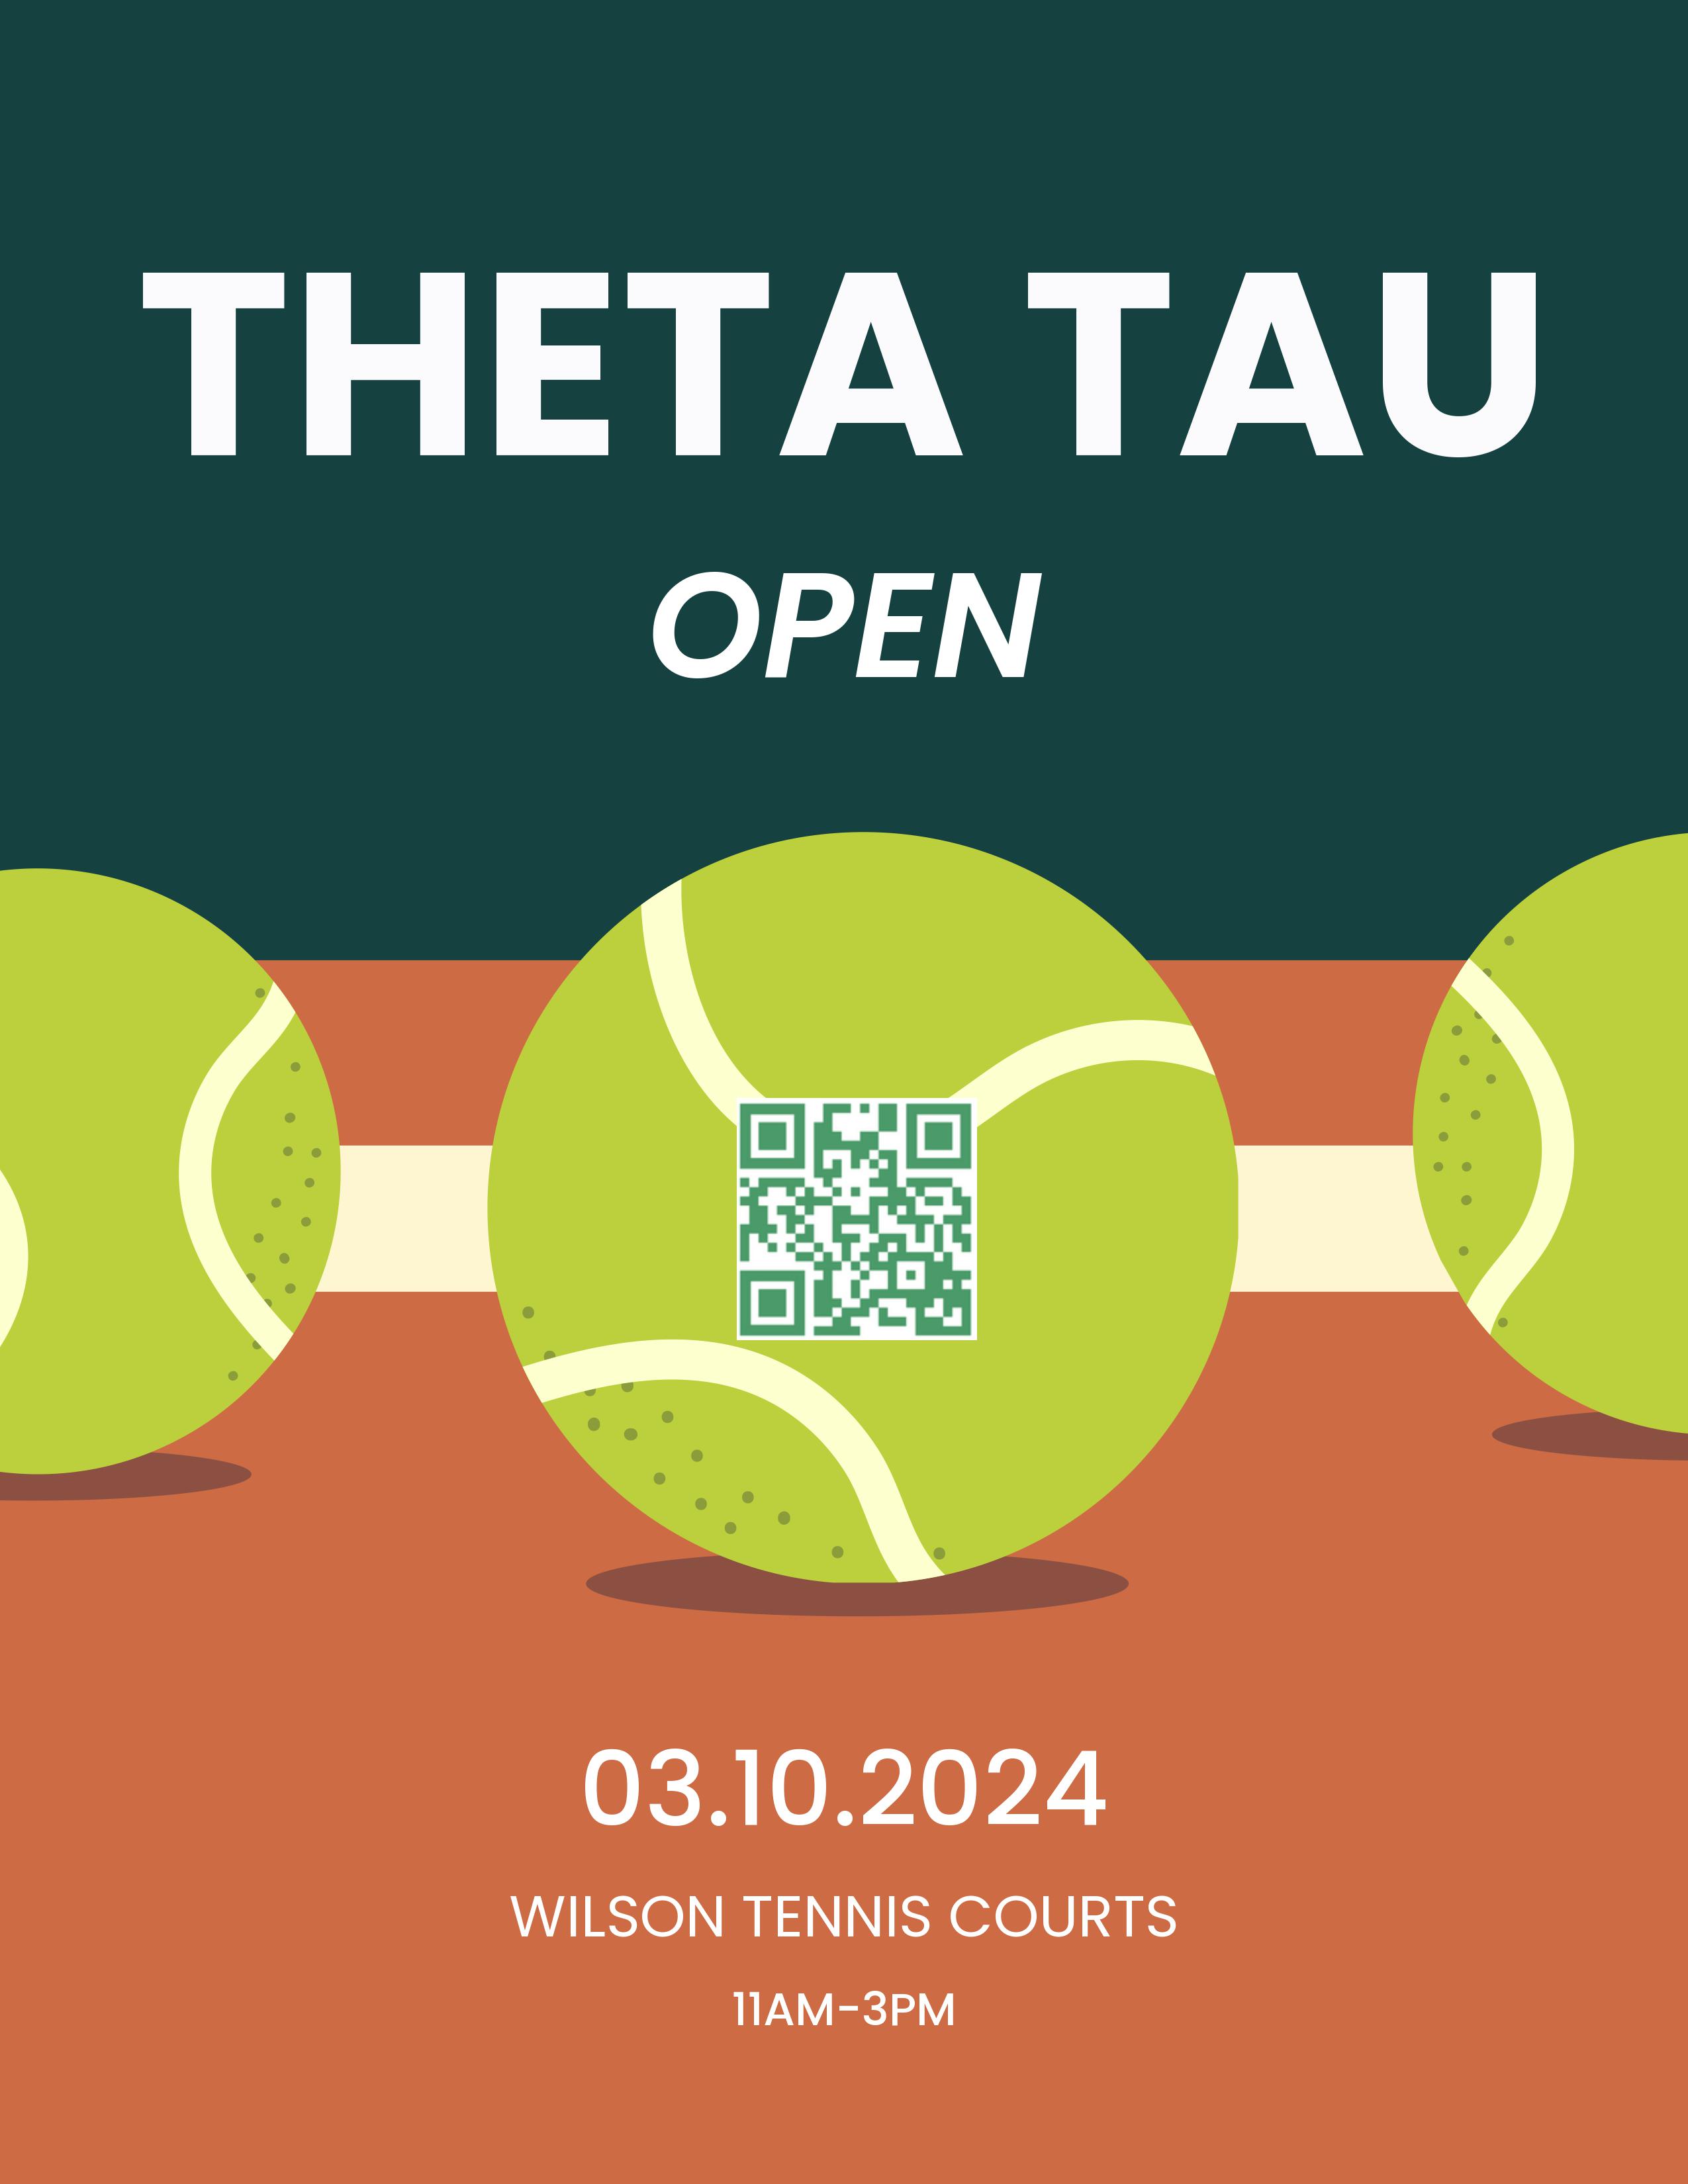 THETA TAU
OPEN
03.10.2024
WILSON TENNIS COURTS
11AM-3PM